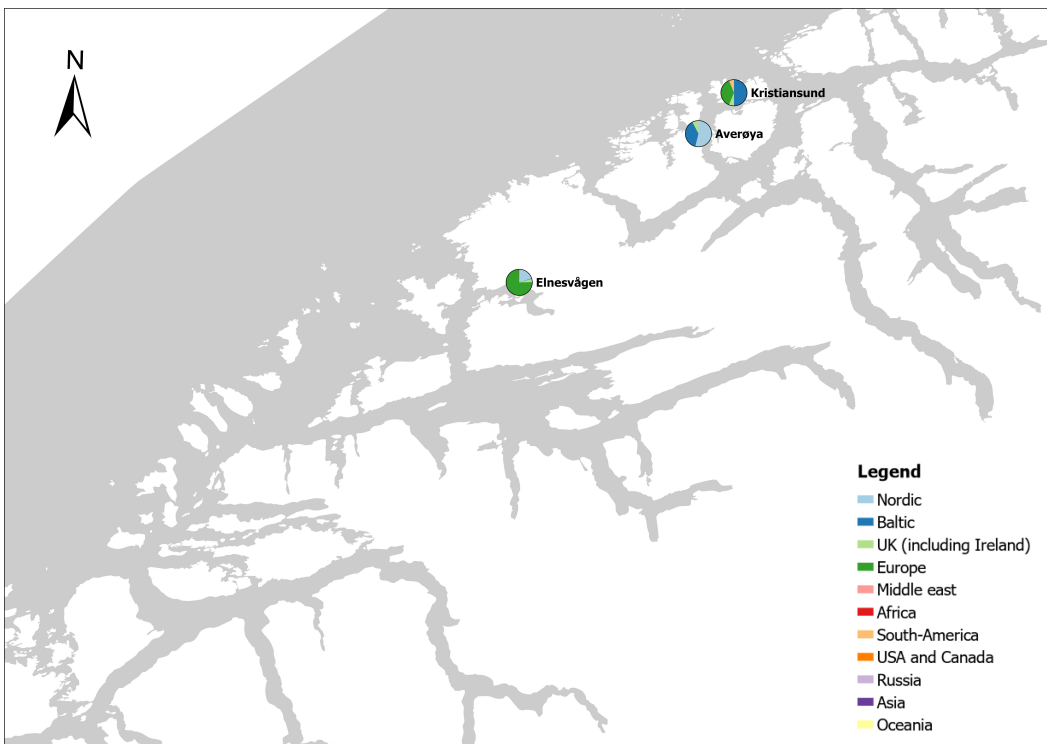 N
Kristiansund
Averøya
Elnesvågen
Legend
Nordic
Baltic
UK (including Ireland)
Europe
Middle east
Africa
South-America
USA and Canada
Russia
Asia
Oceania